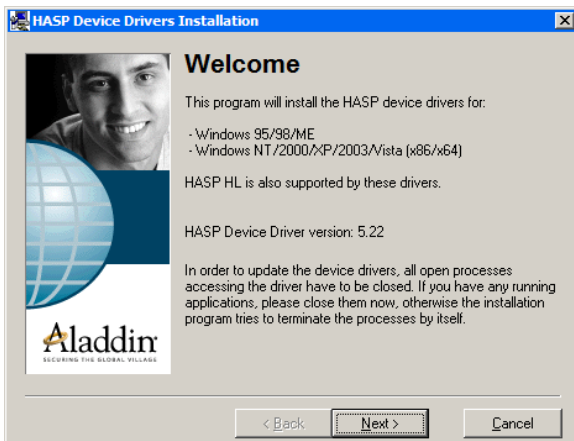 HASP Device Drivers Installation
Welcome
This program will install the HASP device drivers for:
- Windows 95/98/ME
- Windows NT/2000/XP/2003/Vista (x86/x64)
HASP HL is also supported by these drivers.
HASP Device Driver version: 5.22
In order to update the device drivers, all open processes
accessing the driver have to be closed. If you have any running
applications, please close them now, otherwise the installation
program tries to terminate the processes by itself.
Aladdin
SECURING THE GLOBAL VILLAGE
< Back
Next >
Cancel